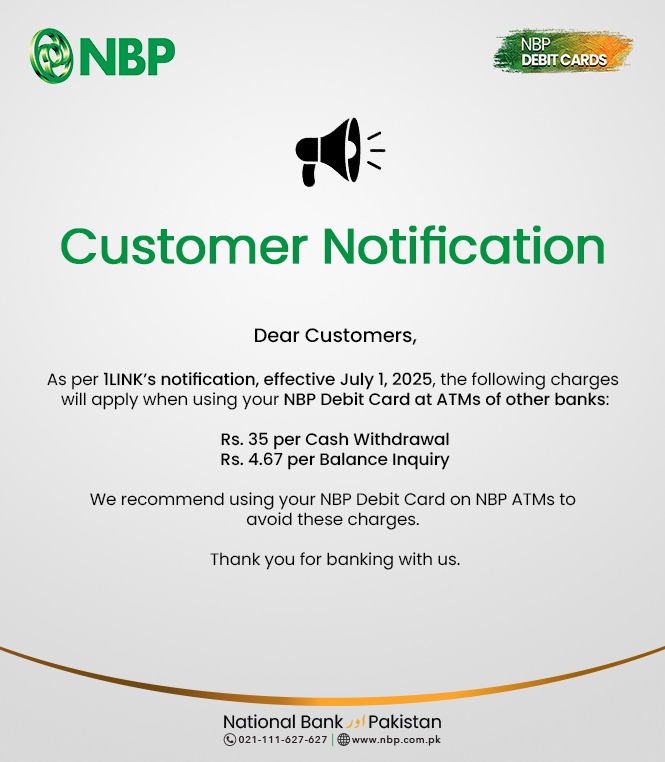 NBP
NBP
DEBIT CARDS
Customer Notification
Dear Customers,
As per 1LINK's notification, effective July 1, 2025, the following charges
will apply when using your NBP Debit Card at ATMs of other banks:
Rs. 35 per Cash Withdrawal
Rs. 4.67 per Balance Inquiry
We recommend using your NBP Debit Card on NBP ATMs to
avoid these charges.
Thank you for banking with us.
National Bank اور Pakistan
021-111-627-627 | www.nbp.com.pk